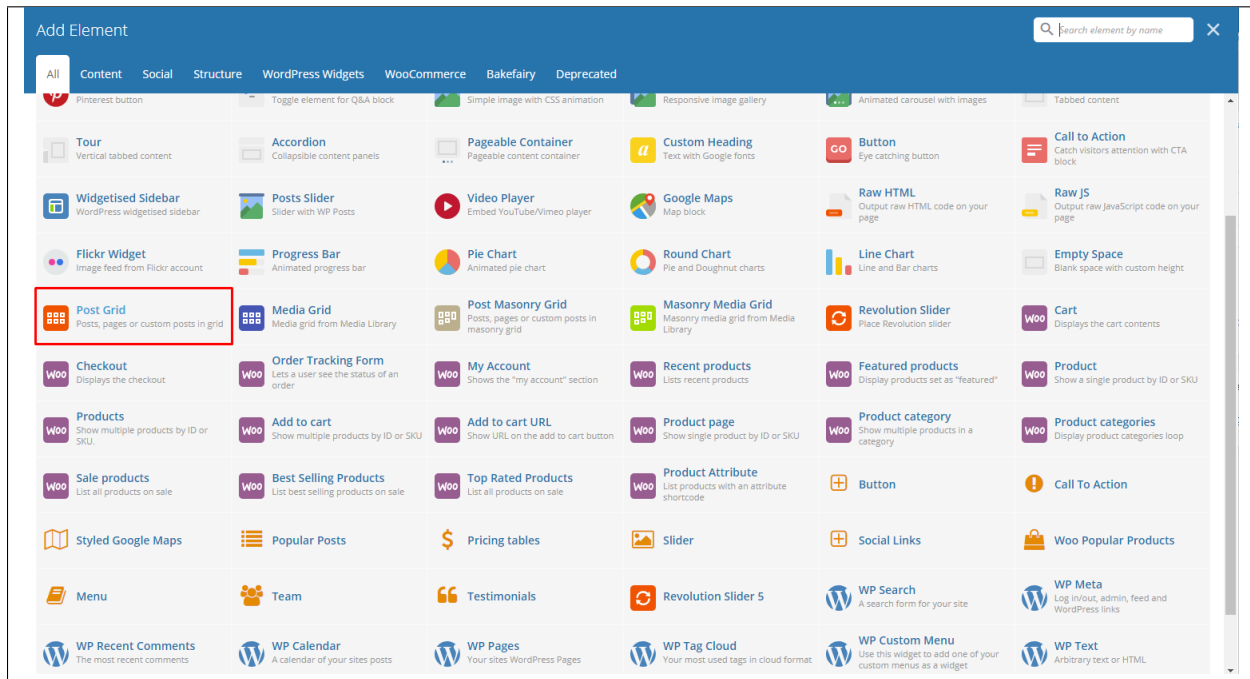 Add Element
Search element by name
All Content Social Structure WordPress Widgets WooCommerce Bakefairy Deprecated
Pinterest button
Toggle element for Q&A block
Simple image with CSS animation
Responsive image gallery
Animated carousel with images
Tabbed content
Tour
Vertical tabbed content
Accordion
Collapsible content panels
Pageable Container
Pageable content container
a
Custom Heading
Text with Google fonts
GO
Button
Eye catching button
Call to Action
Catch visitors attention with CTA
block
Widgetised Sidebar
WordPress widgetised sidebar
Posts Slider
Slider with WP Posts
Video Player
Embed YouTube/Vimeo player
Google Maps
Map block
Raw HTML
Output raw HTML code on your
page
Raw JS
Output raw JavaScript code on your
page
Flickr Widget
Image feed from Flickr account
Progress Bar
Animated progress bar
Pie Chart
Animated pie chart
Round Chart
Pie and Doughnut charts
Line Chart
Line and Bar charts
Empty Space
Blank space with custom height
Post Grid
Posts, pages or custom posts in grid
Media Grid
Media grid from Media Library
Post Masonry Grid
Posts, pages or custom posts in
masonry grid
Masonry Media Grid
Masonry media grid from Media
Library
Revolution Slider
Place Revolution slider
Woo
Cart
Displays the cart contents
Woo
Checkout
Displays the checkout
Woo
Order Tracking Form
Lets a user see the status of an
order
Woo
My Account
Shows the "my account" section
Woo
Recent products
Lists recent products
Woo
Featured products
Display products set as "featured"
Woo
Product
Show a single product by ID or SKU
Woo
Products
Show multiple products by ID or
SKU.
Woo
Add to cart
Show multiple products by ID or SKU
Woo
Add to cart URL
Show URL on the add to cart button
Woo
Product page
Show single product by ID or SKU
Woo
Product category
Show multiple products in a
category
Woo
Product categories
Display product categories loop
Woo
Sale products
List all products on sale
Woo
Best Selling Products
List best selling products on sale
Woo
Top Rated Products
List all products on sale
Woo
Product Attribute
List products with an attribute
shortcode
Button
Call To Action
Styled Google Maps
Popular Posts
$
Pricing tables
Slider
Social Links
Woo Popular Products
Menu
Team
Testimonials
Revolution Slider 5
WP Search
A search form for your site
WP Meta
Log in/out, admin, feed and
WordPress links
WP Recent Comments
The most recent comments
WP Calendar
A calendar of your sites posts
WP Pages
Your sites WordPress Pages
WP Tag Cloud
Your most used tags in cloud format
WP Custom Menu
Use this widget to add one of your
custom menus as a widget
WP Text
Arbitrary text or HTML